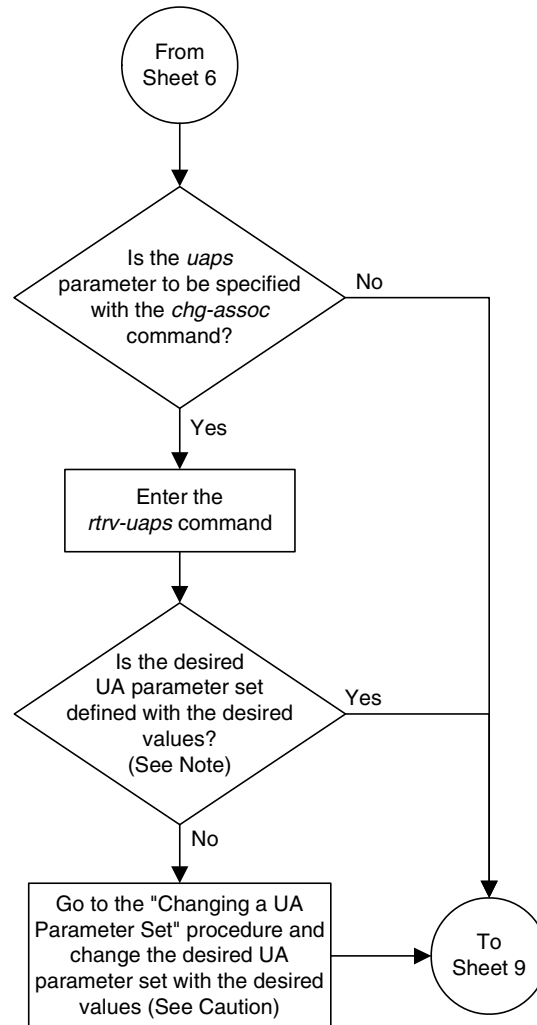 From
Sheet 6
Is the uaps
parameter to be specified
with the chg-assoc
command?
No
Yes
Enter the
rtrv-uaps command
Is the desired
UA parameter set
defined with the desired
values?
(See Note)
Yes
No
Go to the "Changing a UA
Parameter Set" procedure and
change the desired UA
parameter set with the desired
values (See Caution)
To
Sheet 9